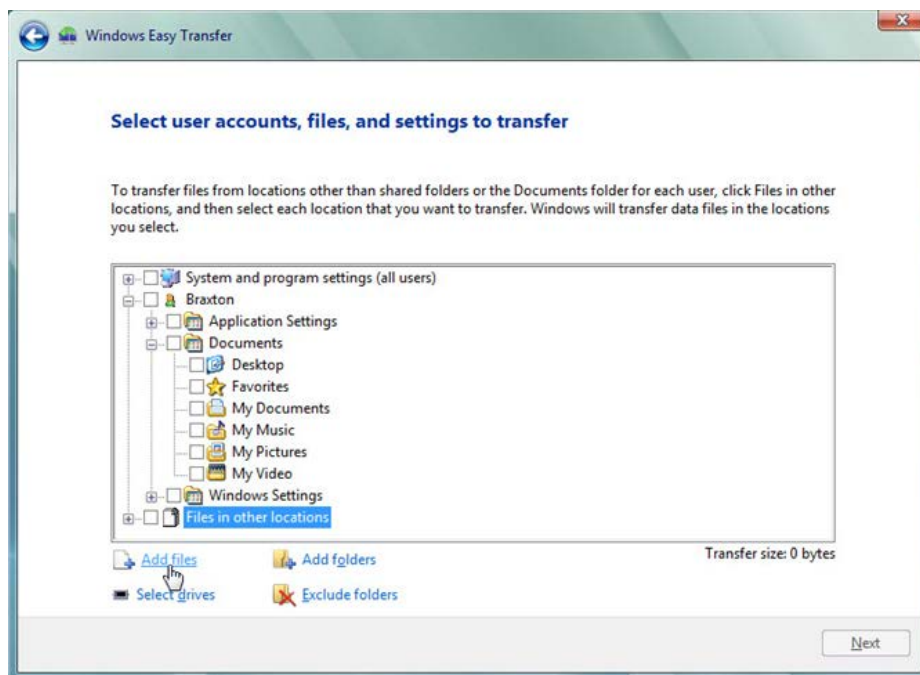 Windows Easy Transfer
Select user accounts, files, and settings to transfer
To transfer files from locations other than shared folders or the Documents folder for each user, click Files in other
locations, and then select each location that you want to transfer. Windows will transfer data files in the locations
you select.
System and program settings (all users)
Braxton
Application Settings
Documents
Desktop
Favorites
My Documents
My Music
My Pictures
My Video
Windows Settings
Files in other locations
Add files
Add folders
Transfer size: 0 bytes
Select drives
Exclude folders
Next